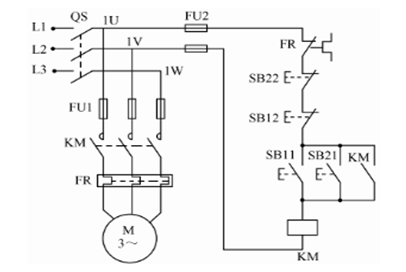 L1 QS 1U FU2
L2 1V FR
L3 1W SB22
FU1 SB12
KM SB11 SB21 KM
FR
M
3~ KM